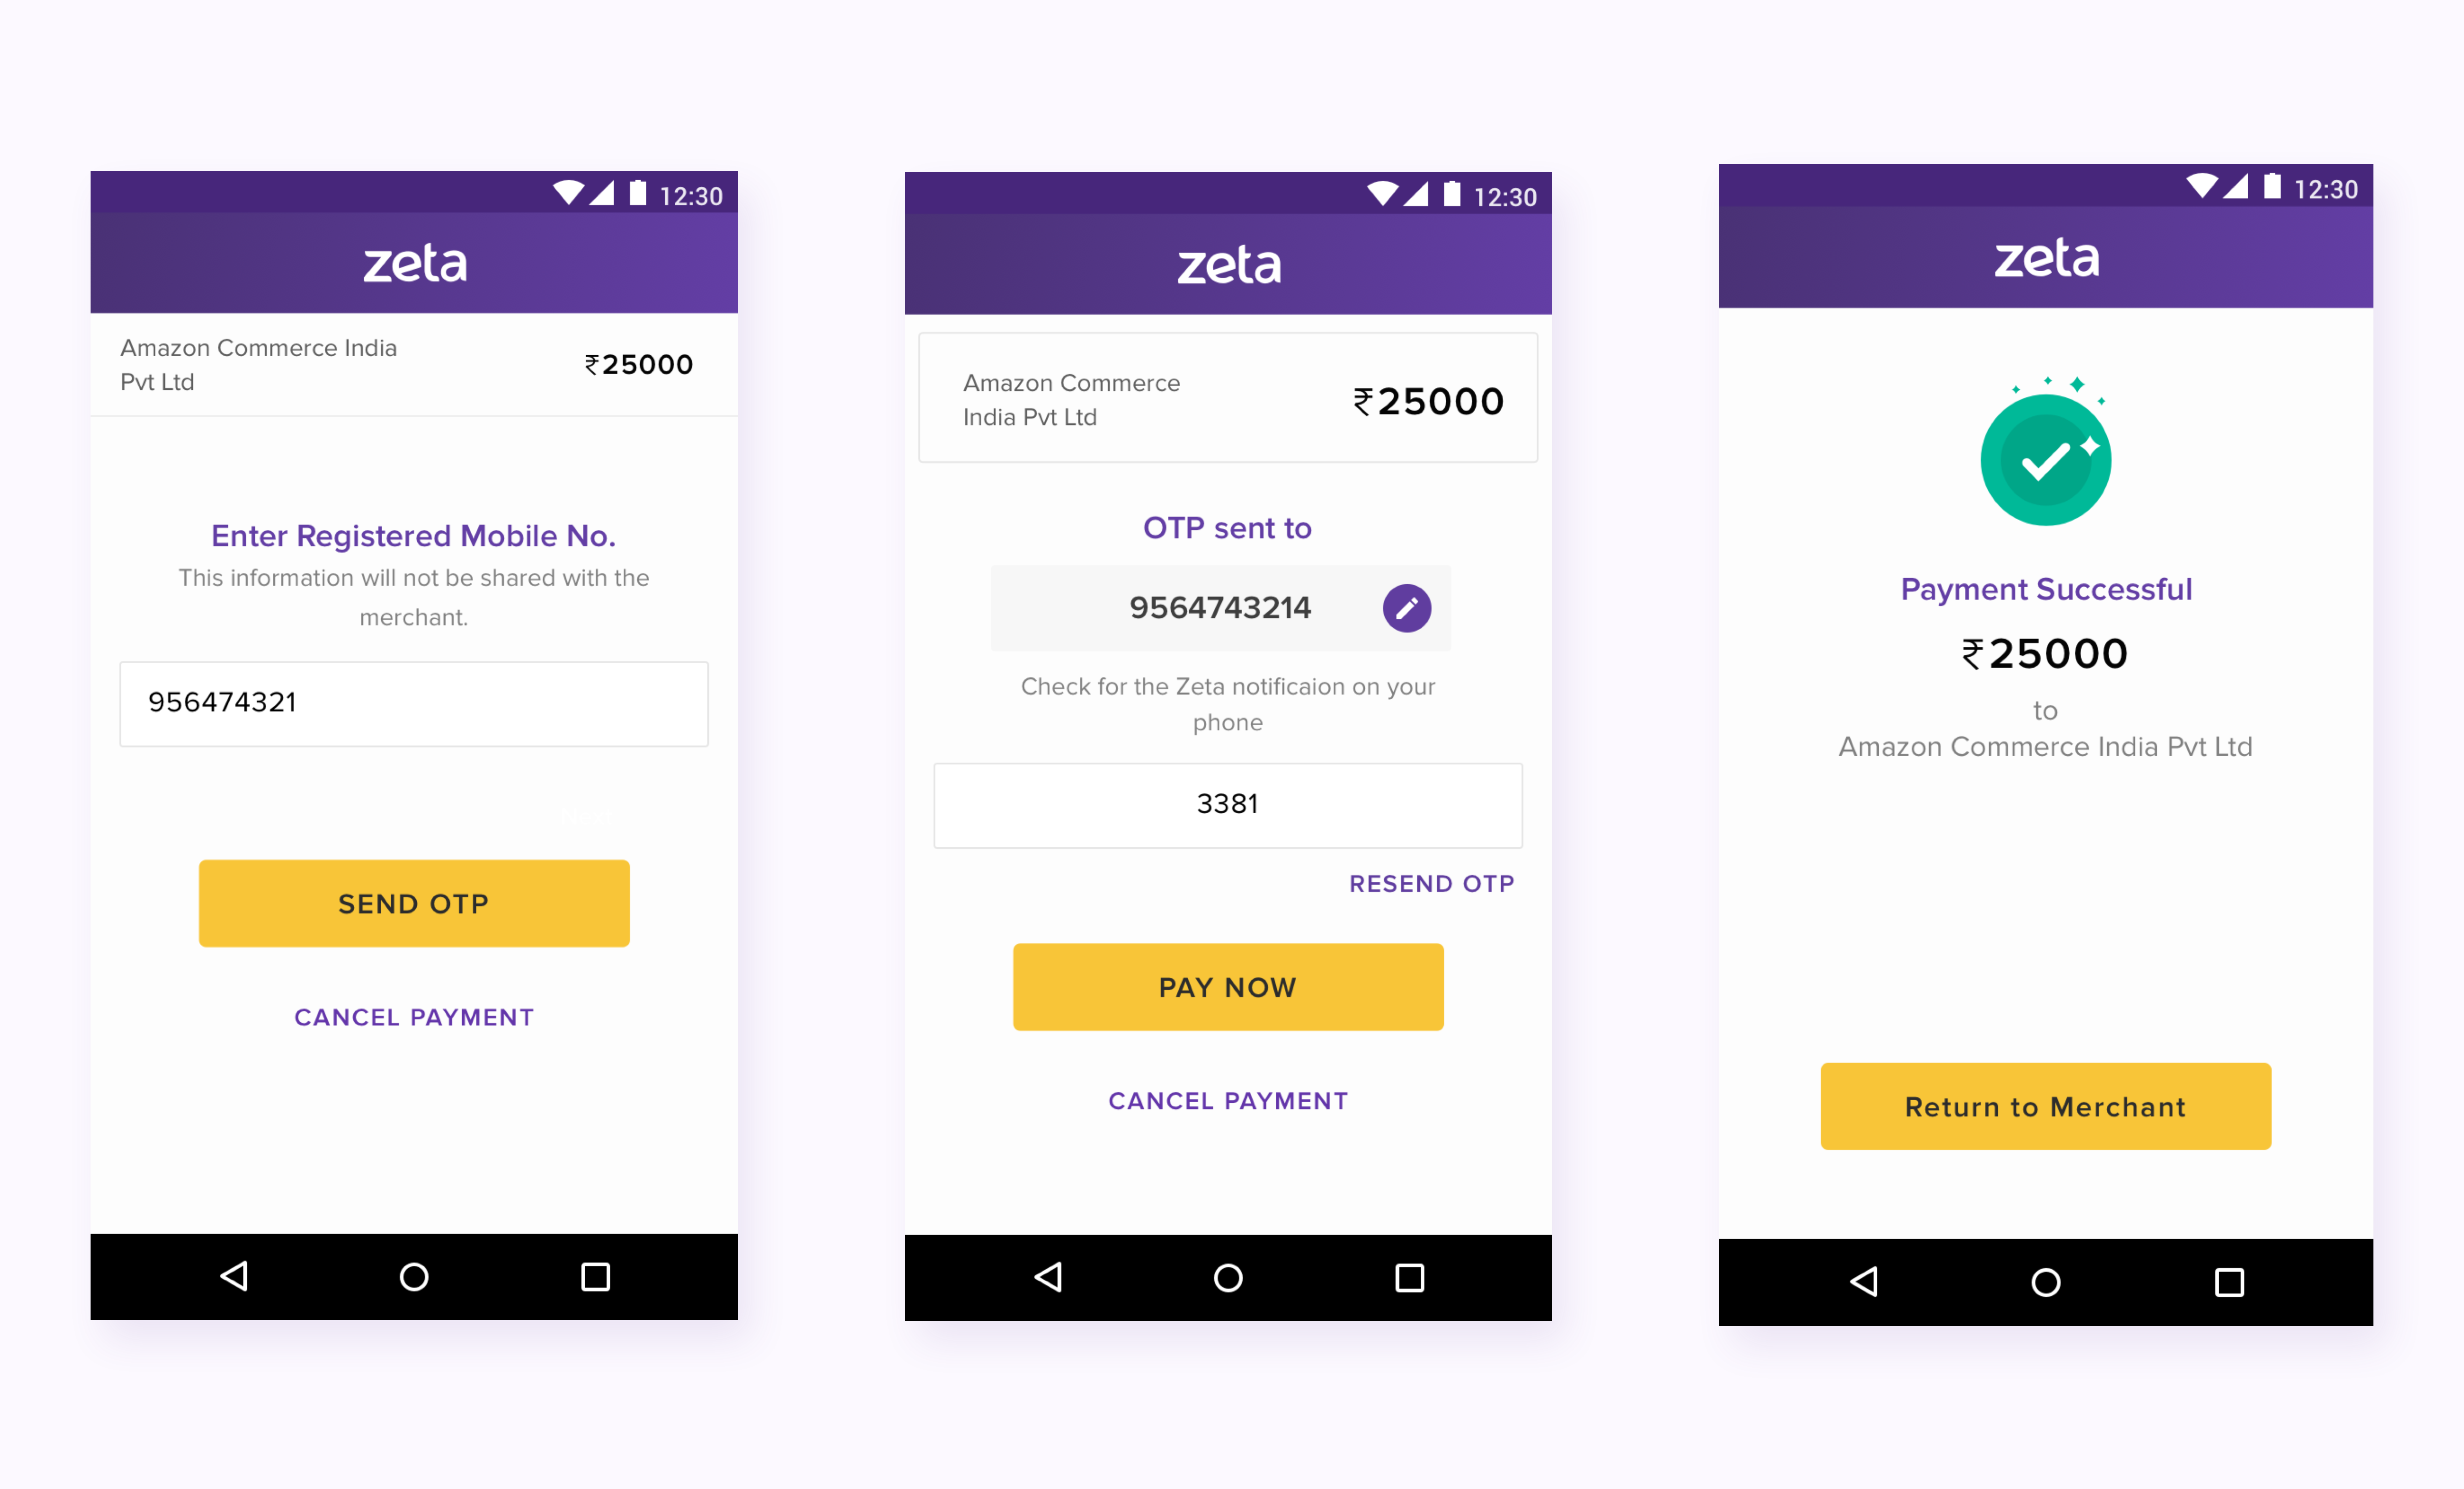 12:30
zeta
Amazon Commerce India
Pvt Ltd
₹25000
Enter Registered Mobile No.
This information will not be shared with the
merchant.
956474321
SEND OTP
CANCEL PAYMENT
12:30
zeta
Amazon Commerce
India Pvt Ltd
₹25000
OTP sent to
9564743214
Check for the Zeta notificaion on your
phone
3381
RESEND OTP
PAY NOW
CANCEL PAYMENT
12:30
zeta
Payment Successful
₹25000
to
Amazon Commerce India Pvt Ltd
Return to Merchant